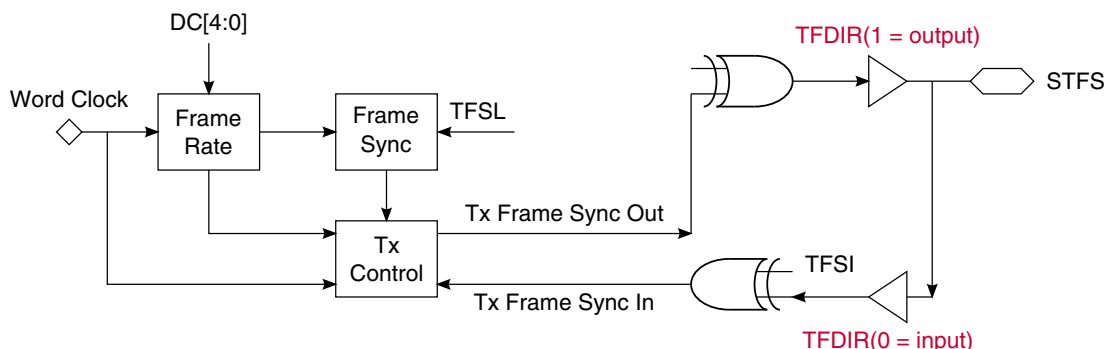 DC[4:0]
TFDIR(1 = output)
STFS
Word Clock
Frame
Rate
Frame
Sync
TFSL
Tx Frame Sync Out
Tx
Control
TFSI
Tx Frame Sync In
TFDIR(0 = input)